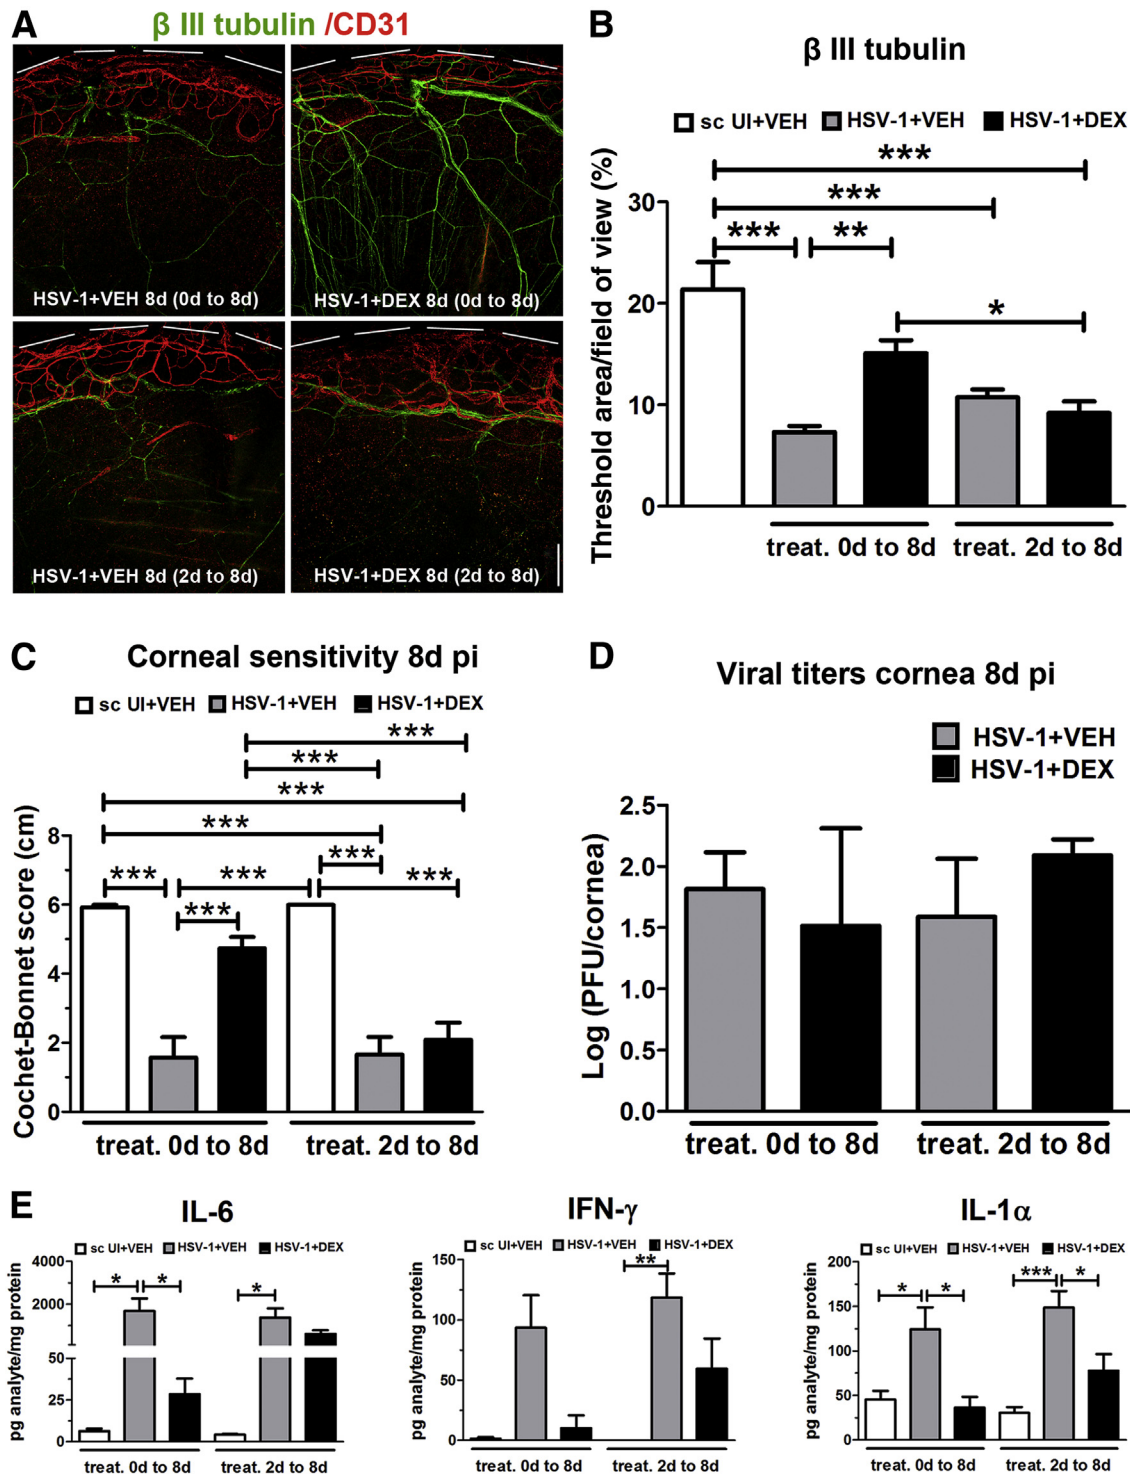 A
β III tubulin /CD31
HSV-1+VEH 8d (0d to 8d)
HSV-1+DEX 8d (0d to 8d)
HSV-1+VEH 8d (2d to 8d)
HSV-1+DEX 8d (2d to 8d)
B
β III tubulin
sc UI+VEH HSV-1+VEH HSV-1+DEX
Threshold area/field of view (%)
***
***
*** **
*
30
20
10
0
treat. 0d to 8d treat. 2d to 8d
C
Corneal sensitivity 8d pi
sc UI+VEH HSV-1+VEH HSV-1+DEX
Cochet-Bonnet score (cm)
***
***
***
***
***
*** *** ***
***
8
6
4
2
0
treat. 0d to 8d treat. 2d to 8d
D
Viral titers cornea 8d pi
HSV-1+VEH
HSV-1+DEX
Log (PFU/cornea)
2.5
2.0
1.5
1.0
0.5
0.0
treat. 0d to 8d treat. 2d to 8d
E
IL-6
sc UI+VEH HSV-1+VEH HSV-1+DEX
pg analyte/mg protein
4000
2000
50
25
0
* * *
treat. 0d to 8d treat. 2d to 8d
IFN-γ
sc UI+VEH HSV-1+VEH HSV-1+DEX
pg analyte/mg protein
150
100
50
0
**
treat. 0d to 8d treat. 2d to 8d
IL-1α
sc UI+VEH HSV-1+VEH HSV-1+DEX
pg analyte/mg protein
200
150
100
50
0
* * *** *
treat. 0d to 8d treat. 2d to 8d